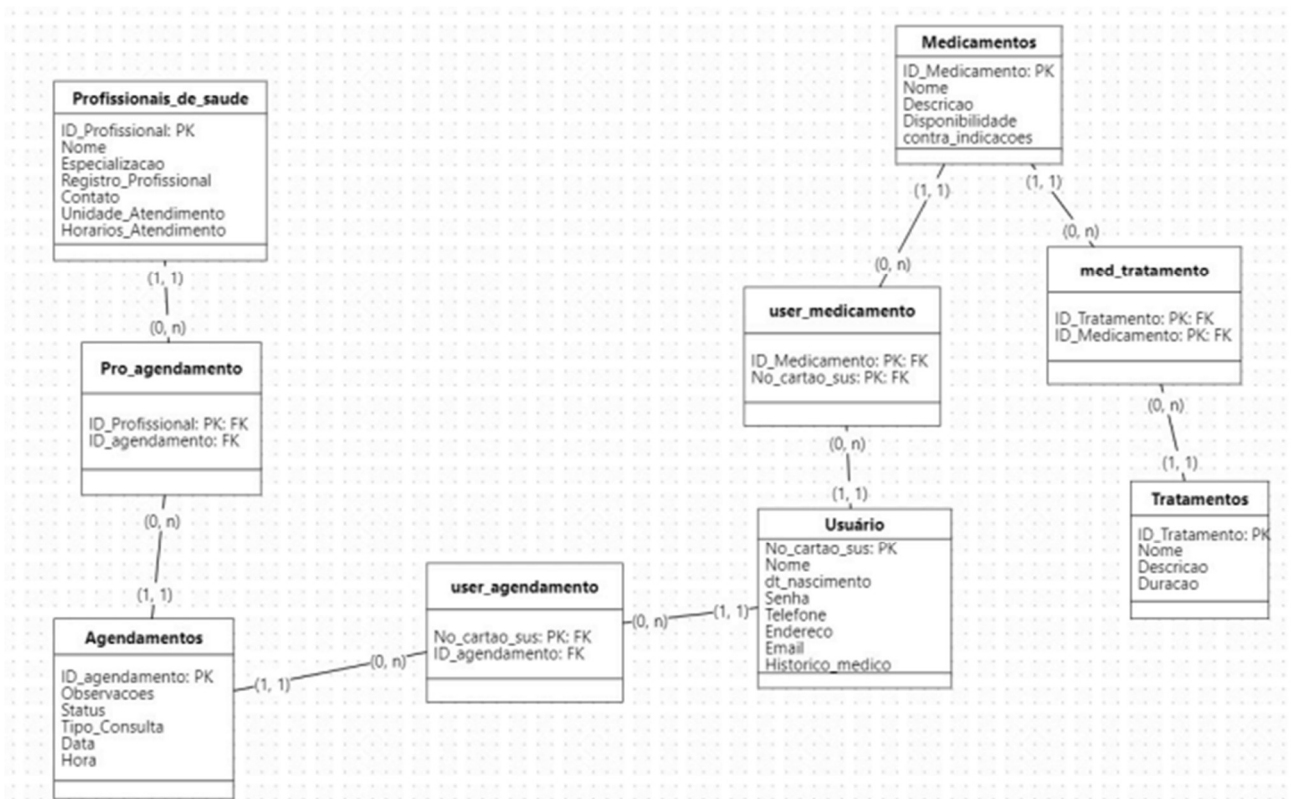 Medicamentos
ID_Medicamento: PK
Nome
Descricao
Disponibilidade
contra_indicacoes
Profissionais_de_saude
ID_Profissional: PK
Nome
Especializacao
Registro_Profissional
Contato
Unidade_Atendimento
Horarios_Atendimento
(1, 1)
(1, 1)
(0, n)
(0, n)
med_tratamento
ID_Tratamento: PK: FK
ID_Medicamento: PK: FK
(1, 1)
(0, n)
user_medicamento
ID_Medicamento: PK: FK
No_cartao_sus: PK: FK
Pro_agendamento
ID_Profissional: PK: FK
ID_agendamento: FK
(0, n)
(1, 1)
(0, n)
(1, 1)
Tratamentos
ID_Tratamento: PK
Nome
Descricao
Duracao
Usuário
No_cartao_sus: PK
Nome
dt_nascimento
Senha
Telefone
Endereco
Email
Historico_medico
(0, n)
(1, 1)
user_agendamento
No_cartao_sus: PK: FK
ID_agendamento: FK
(0, n)
(1, 1)
(0, n)
(1, 1)
Agendamentos
ID_agendamento: PK
Observacoes
Status
Tipo_Consulta
Data
Hora